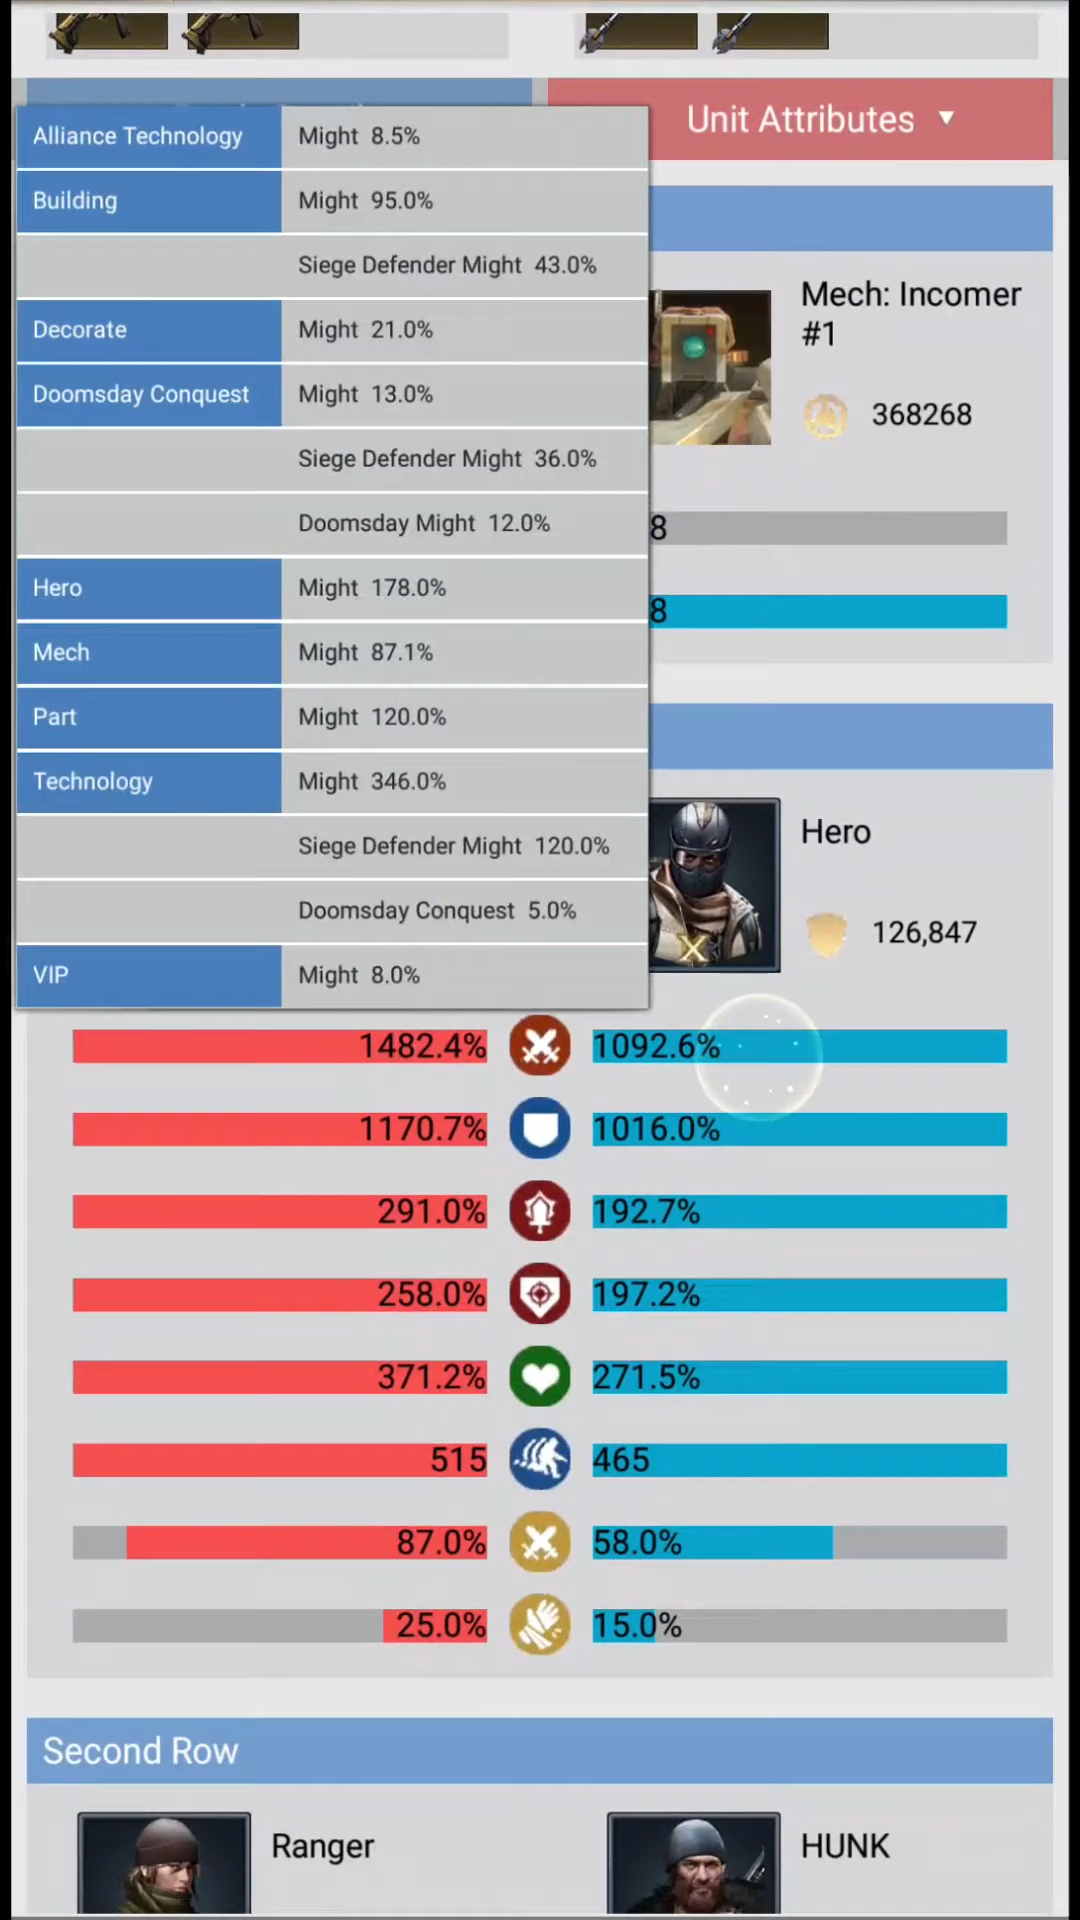 Unit Attributes
Alliance Technology Might 8.5%
Building Might 95.0%
Siege Defender Might 43.0%
Decorate Might 21.0%
Doomsday Conquest Might 13.0%
Siege Defender Might 36.0%
Doomsday Might 12.0%
Hero Might 178.0%
Mech Might 87.1%
Part Might 120.0%
Technology Might 346.0%
Siege Defender Might 120.0%
Doomsday Conquest 5.0%
VIP Might 8.0%
Mech: Incomer
#1
368268
8
8
Hero
X
126,847
1482.4% 1092.6%
1170.7% 1016.0%
291.0% 192.7%
258.0% 197.2%
371.2% 271.5%
515 465
87.0% 58.0%
25.0% 15.0%
Second Row
Ranger HUNK